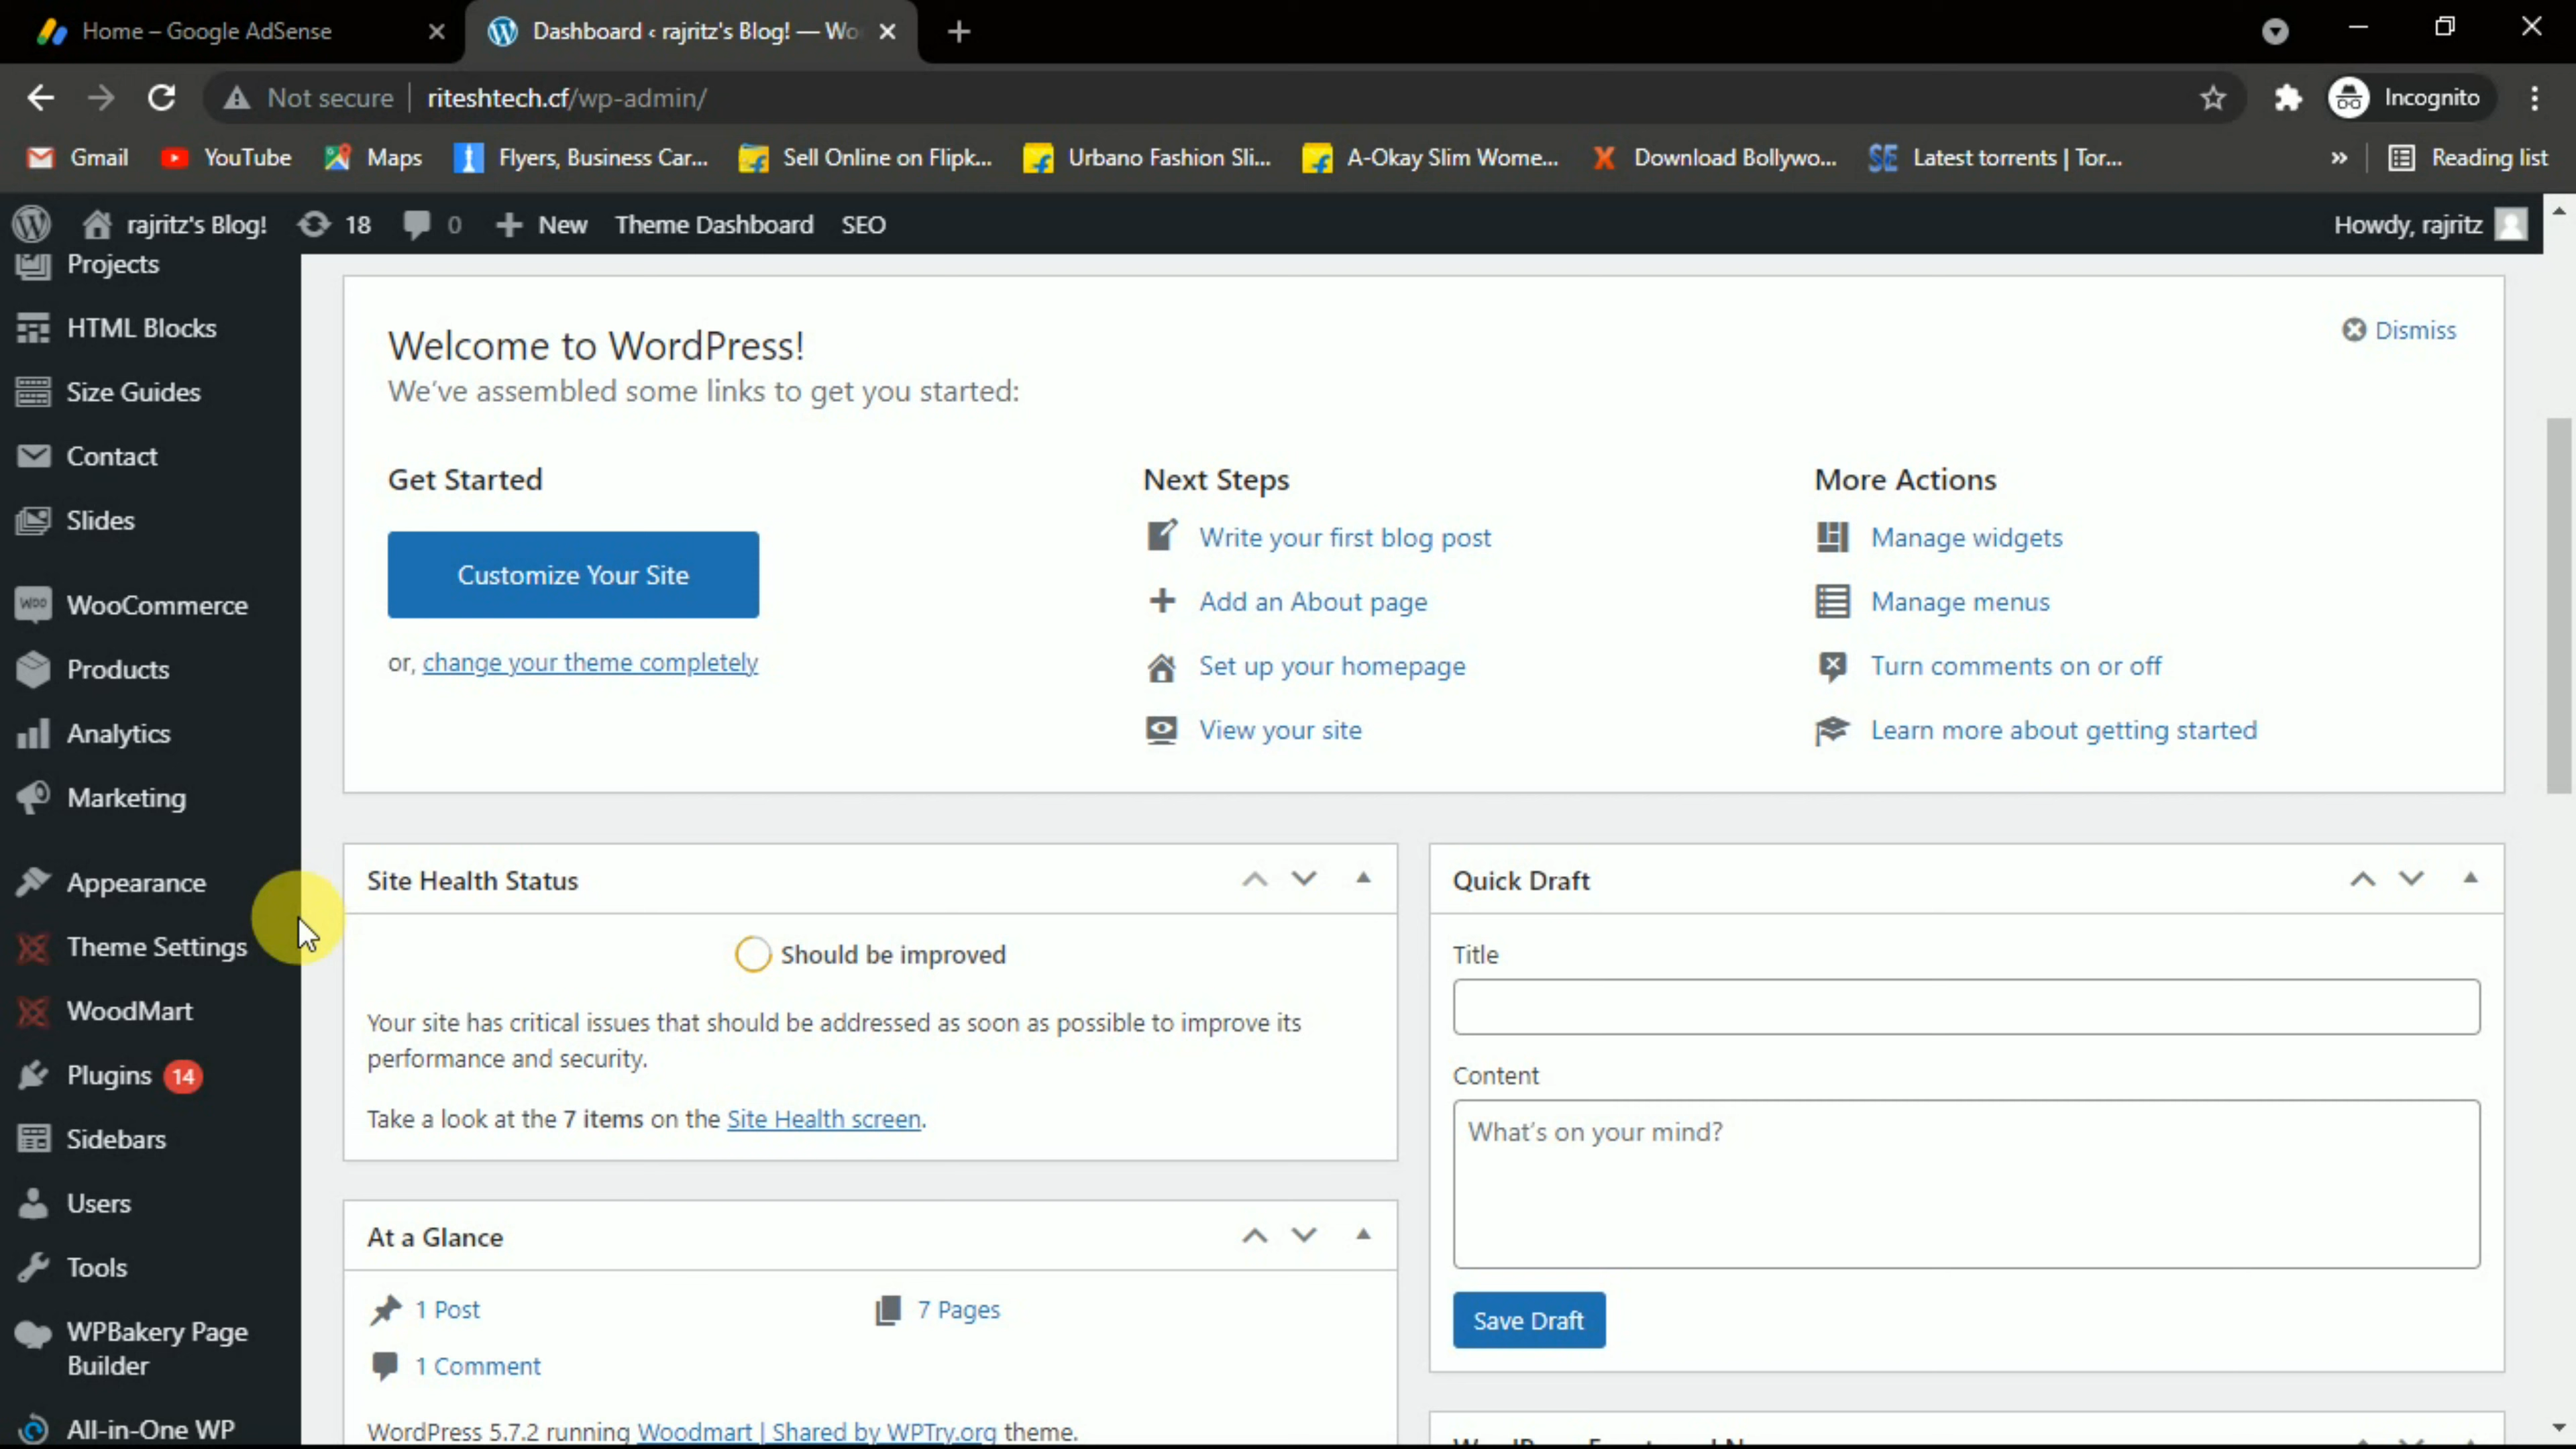 Home – Google AdSense
Dashboard ‹ rajritz's Blog! — Wo
Not secure riteshtech.cf/wp-admin/
Incognito
Gmail YouTube Maps Flyers, Business Car... Sell Online on Flipk... Urbano Fashion Sli... A-Okay Slim Wome... Download Bollywo... Latest torrents | Tor... » Reading list
rajritz's Blog! 18 0 New Theme Dashboard SEO Howdy, rajritz
Projects
HTML Blocks
Size Guides
Contact
Slides
WooCommerce
Products
Analytics
Marketing
Appearance
Theme Settings
WoodMart
Plugins 14
Sidebars
Users
Tools
WPBakery Page
Builder
All-in-One WP
Welcome to WordPress!
Dismiss
We've assembled some links to get you started:
Get Started
Customize Your Site
or, change your theme completely
Next Steps
Write your first blog post
Add an About page
Set up your homepage
View your site
More Actions
Manage widgets
Manage menus
Turn comments on or off
Learn more about getting started
Site Health Status
Should be improved
Your site has critical issues that should be addressed as soon as possible to improve its
performance and security.
Take a look at the 7 items on the Site Health screen.
At a Glance
1 Post
7 Pages
1 Comment
WordPress 5.7.2 running Woodmart | Shared by WPTry.org theme.
Quick Draft
Title
Content
What's on your mind?
Save Draft